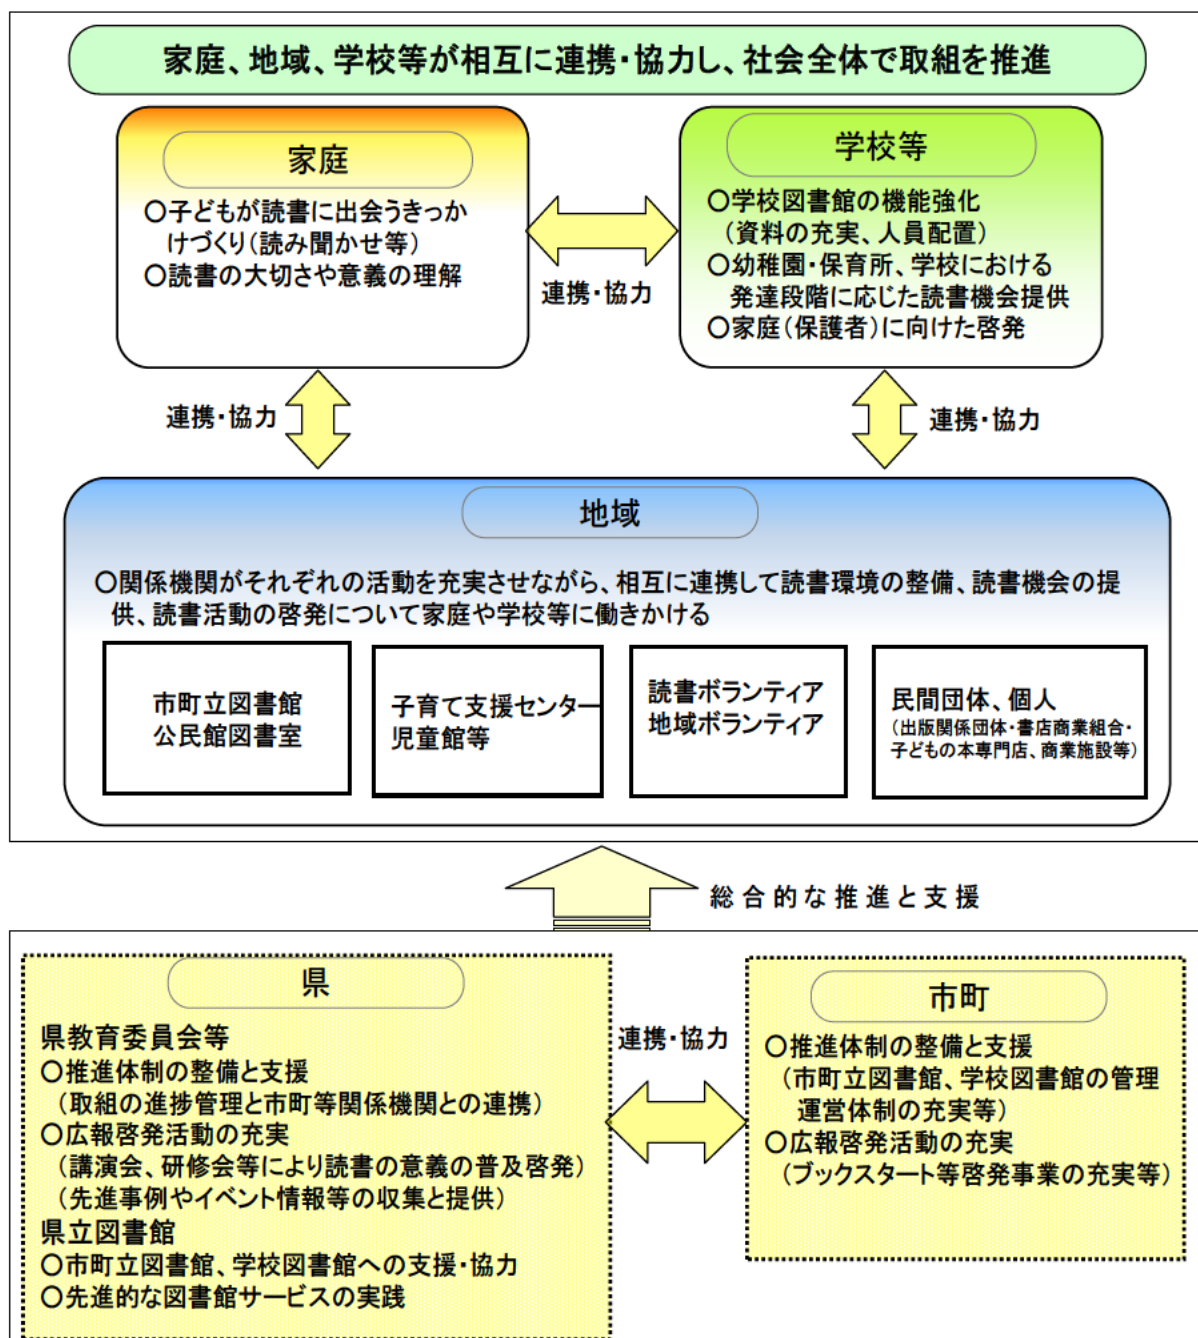 家庭、地域、学校等が相互に連携・協力し、社会全体で取組を推進
家庭
〇子どもが読書に出会うきっか
けづくり（読み聞かせ等）
〇読書の大切さや意義の理解
連携・協力
学校等
〇学校図書館の機能強化
（資料の充実、人員配置）
〇幼稚園・保育所、学校における
発達段階に応じた読書機会提供
〇家庭（保護者）に向けた啓発
連携・協力
連携・協力
地域
〇関係機関がそれぞれの活動を充実させながら、相互に連携して読書環境の整備、読書機会の提
供、読書活動の啓発について家庭や学校等に働きかける
市町立図書館
公民館図書室
子育て支援センター
児童館等
読書ボランティア
地域ボランティア
民間団体、個人
（出版関係団体・書店商業組合・
子どもの本専門店、商業施設等）
総合的な推進と支援
県
県教育委員会等
〇推進体制の整備と支援
（取組の進捗管理と市町等関係機関との連携）
〇広報啓発活動の充実
（講演会、研修会等により読書の意義の普及啓発）
（先進事例やイベント情報等の収集と提供）
県立図書館
〇市町立図書館、学校図書館への支援・協力
〇先進的な図書館サービスの実践
連携・協力
市町
〇推進体制の整備と支援
（市町立図書館、学校図書館の管理
運営体制の充実等）
〇広報啓発活動の充実
（ブックスタート等啓発事業の充実等）